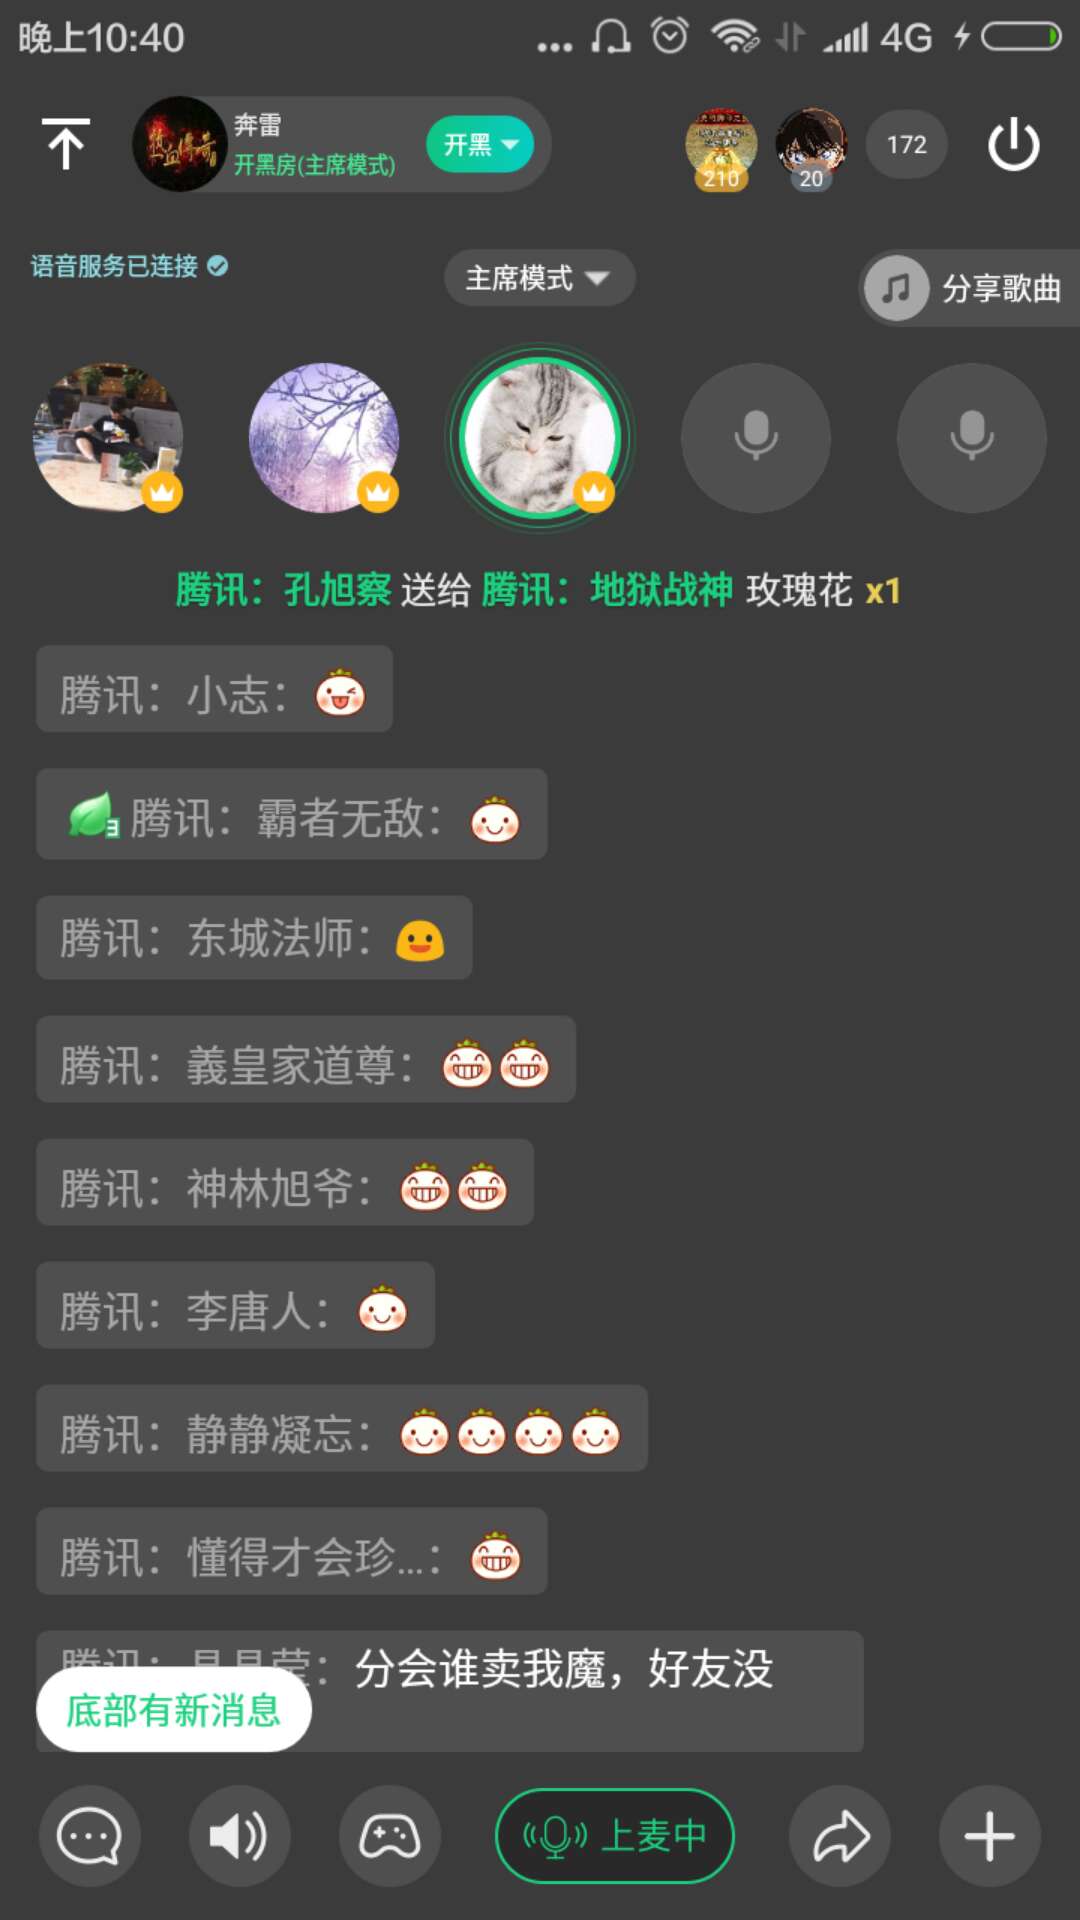 晚上10:40
4G
热血传奇
奔雷
开黑房(主席模式)
开黑
210
20
172
语音服务已连接
主席模式
分享歌曲
腾讯：孔旭察 送给 腾讯：地狱战神 玫瑰花 x1
腾讯：小志：
3 腾讯：霸者无敌：
腾讯：东城法师：
腾讯：義皇家道尊：
腾讯：神林旭爷：
腾讯：李唐人：
腾讯：静静凝忘：
腾讯：懂得才会珍...：
分会谁卖我魔，好友没
底部有新消息
上麦中